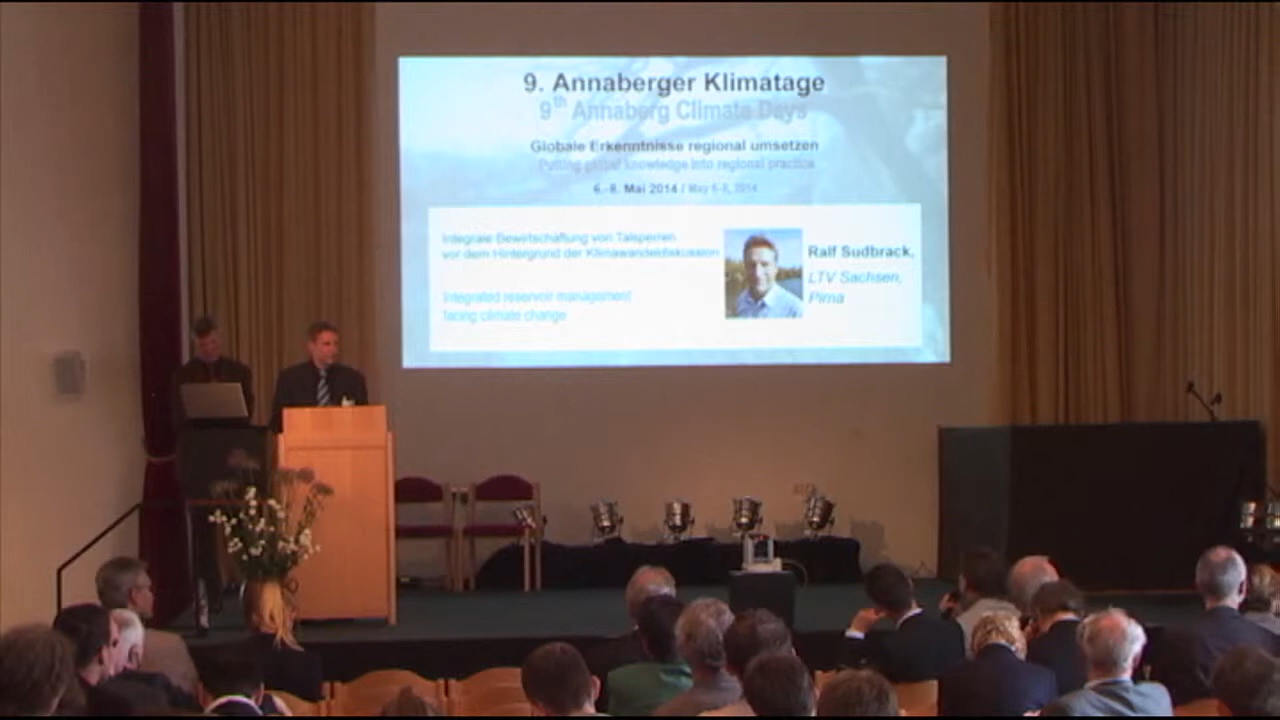 9. Annaberger Klimatage
9th Annaberg Climate Days
Globale Erkenntnisse regional umsetzen
Putting global knowledge into regional practice
6.-8. Mai 2014 / May 6-8, 2014
Integrale Bewirtschaftung von Talsperren
vor dem Hintergrund der Klimawandeldiskussion
Integrated reservoir management
facing climate change
Ralf Sudbrack,
LTV Sachsen,
Pirna